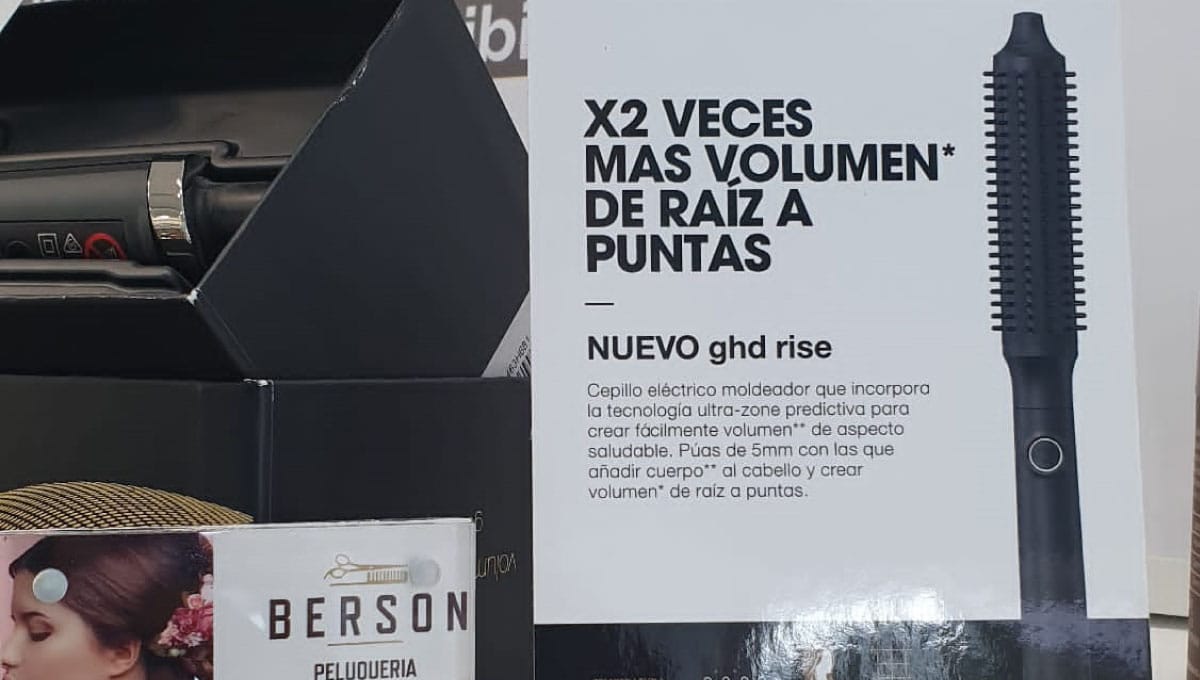 ibi
X2 VECES
MAS VOLUMEN*
DE RAÍZ A
PUNTAS
NUEVO ghd rise
Cepillo eléctrico moldeador que incorpora
la tecnología ultra-zone predictiva para
crear fácilmente volumen** de aspecto
saludable. Púas de 5mm con las que
añadir cuerpo** al cabello y crear
volumen* de raíz a puntas.
BERSON
PELUQUERIA